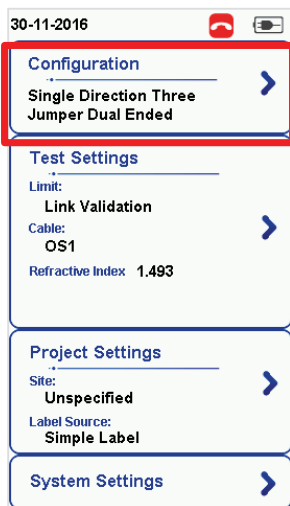 30-11-2016
Configuration
Single Direction Three
Jumper Dual Ended
Test Settings
Limit:
Link Validation
Cable:
OS1
Refractive Index 1.493
Project Settings
Site:
Unspecified
Label Source:
Simple Label
System Settings